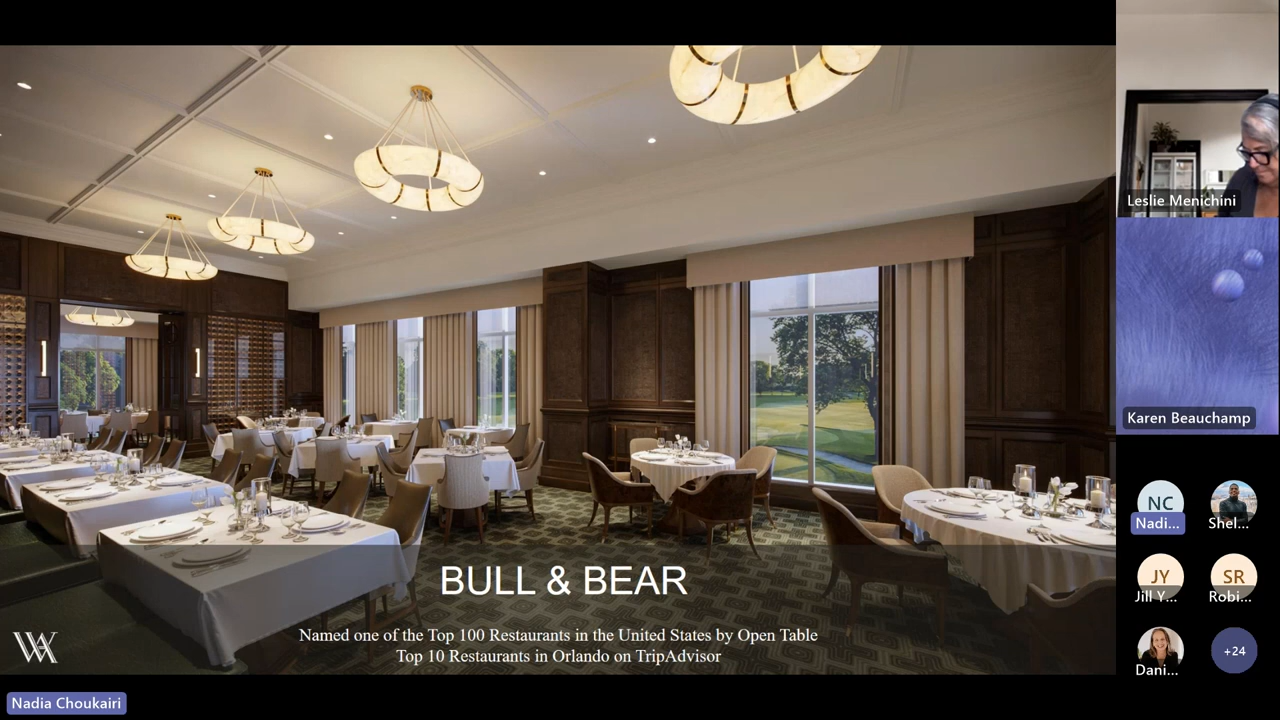 BULL & BEAR
Named one of the Top 100 Restaurants in the United States by Open Table
Top 10 Restaurants in Orlando on TripAdvisor
WA
Nadia Choukairi
Leslie Menichini
Karen Beauchamp
NC
Nadi...
Shel...
JY
Jill Y...
SR
Robi...
Dani...
+24